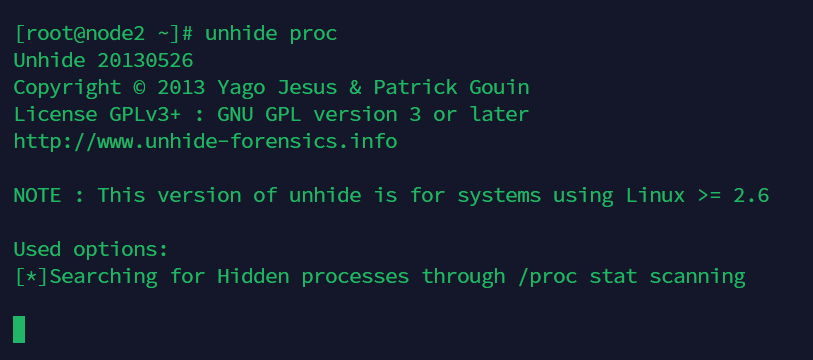 [root@node2 ~]# unhide proc
Unhide 20130526
Copyright © 2013 Yago Jesus & Patrick Gouin
License GPLv3+ : GNU GPL version 3 or later
http://www.unhide-forensics.info
NOTE : This version of unhide is for systems using Linux >= 2.6
Used options:
[*]Searching for Hidden processes through /proc stat scanning